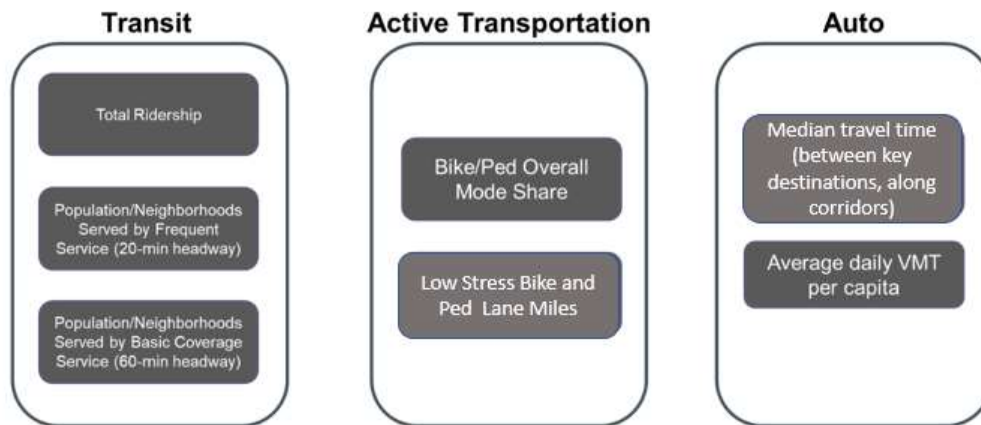 Transit
Total Ridership
Population/Neighborhoods
Served by Frequent
Service (20-min headway)
Population/Neighborhoods
Served by Basic Coverage
Service (60-min headway)
Active Transportation
Bike/Ped Overall
Mode Share
Low Stress Bike and
Ped Lane Miles
Auto
Median travel time
(between key
destinations, along
corridors)
Average daily VMT
per capita